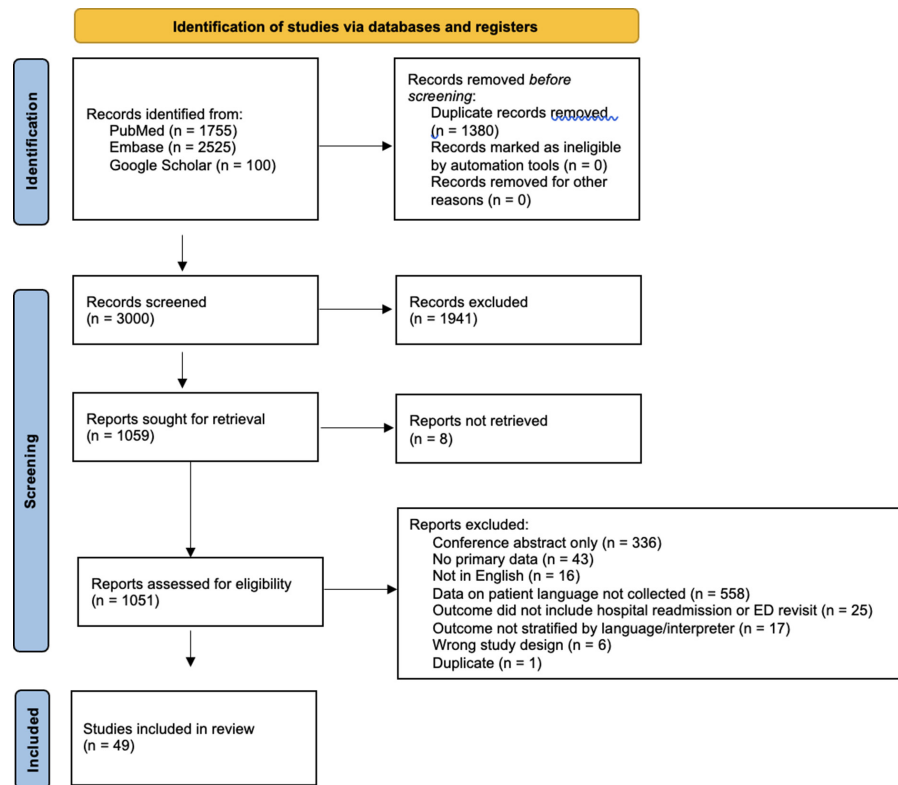 Identification of studies via databases and registers
Identification
Records identified from:
PubMed (n = 1755)
Embase (n = 2525)
Google Scholar (n = 100)
Records removed before
screening:
Duplicate records removed
(n = 1380)
Records marked as ineligible
by automation tools (n = 0)
Records removed for other
reasons (n = 0)
Screening
Records screened
(n = 3000)
Records excluded
(n = 1941)
Reports sought for retrieval
(n = 1059)
Reports not retrieved
(n = 8)
Reports assessed for eligibility
(n = 1051)
Reports excluded:
Conference abstract only (n = 336)
No primary data (n = 43)
Not in English (n = 16)
Data on patient language not collected (n = 558)
Outcome did not include hospital readmission or ED revisit (n = 25)
Outcome not stratified by language/interpreter (n = 17)
Wrong study design (n = 6)
Duplicate (n = 1)
Included
Studies included in review
(n = 49)